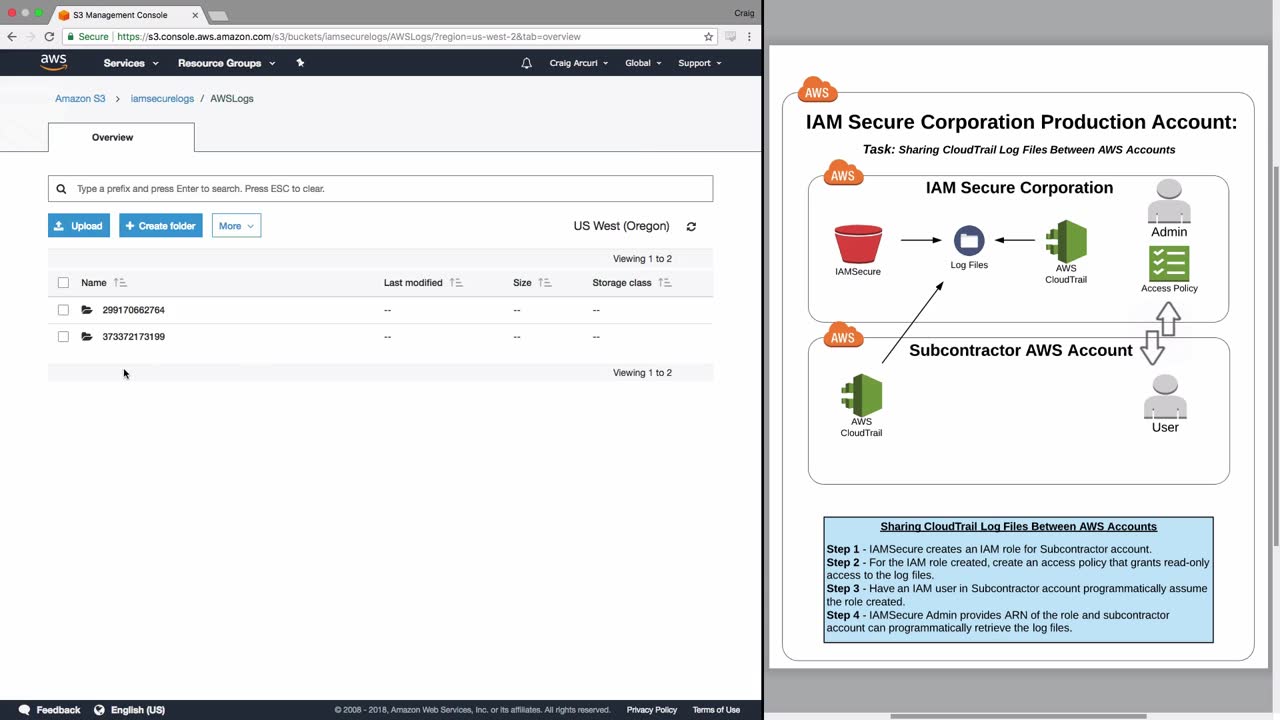 S3 Management Console
Craig
Secure | https://s3.console.aws.amazon.com/s3/buckets/iamsecurelogs/AWSLogs/?region=us-west-2&tab=overview
aws
Services
Resource Groups
Craig Arcuri
Global
Support
Amazon S3 > iamsecurelogs / AWSLogs
Overview
Type a prefix and press Enter to search. Press ESC to clear.
Upload
+ Create folder
More
US West (Oregon)
Viewing 1 to 2
Name
Last modified
Size
Storage class
299170662764 -- -- --
373372173199 -- -- --
Viewing 1 to 2
Feedback
English (US)
© 2008 - 2018, Amazon Web Services, Inc. or its affiliates. All rights reserved.
Privacy Policy
Terms of Use
AWS
IAM Secure Corporation Production Account:
Task: Sharing CloudTrail Log Files Between AWS Accounts
AWS
IAM Secure Corporation
IAMSecure
Log Files
AWS
CloudTrail
Admin
Access Policy
AWS
Subcontractor AWS Account
AWS
CloudTrail
User
Sharing CloudTrail Log Files Between AWS Accounts
Step 1 - IAMSecure creates an IAM role for Subcontractor account.
Step 2 - For the IAM role created, create an access policy that grants read-only
access to the log files.
Step 3 - Have an IAM user in Subcontractor account programmatically assume
the role created.
Step 4 - IAMSecure Admin provides ARN of the role and subcontractor
account can programmatically retrieve the log files.